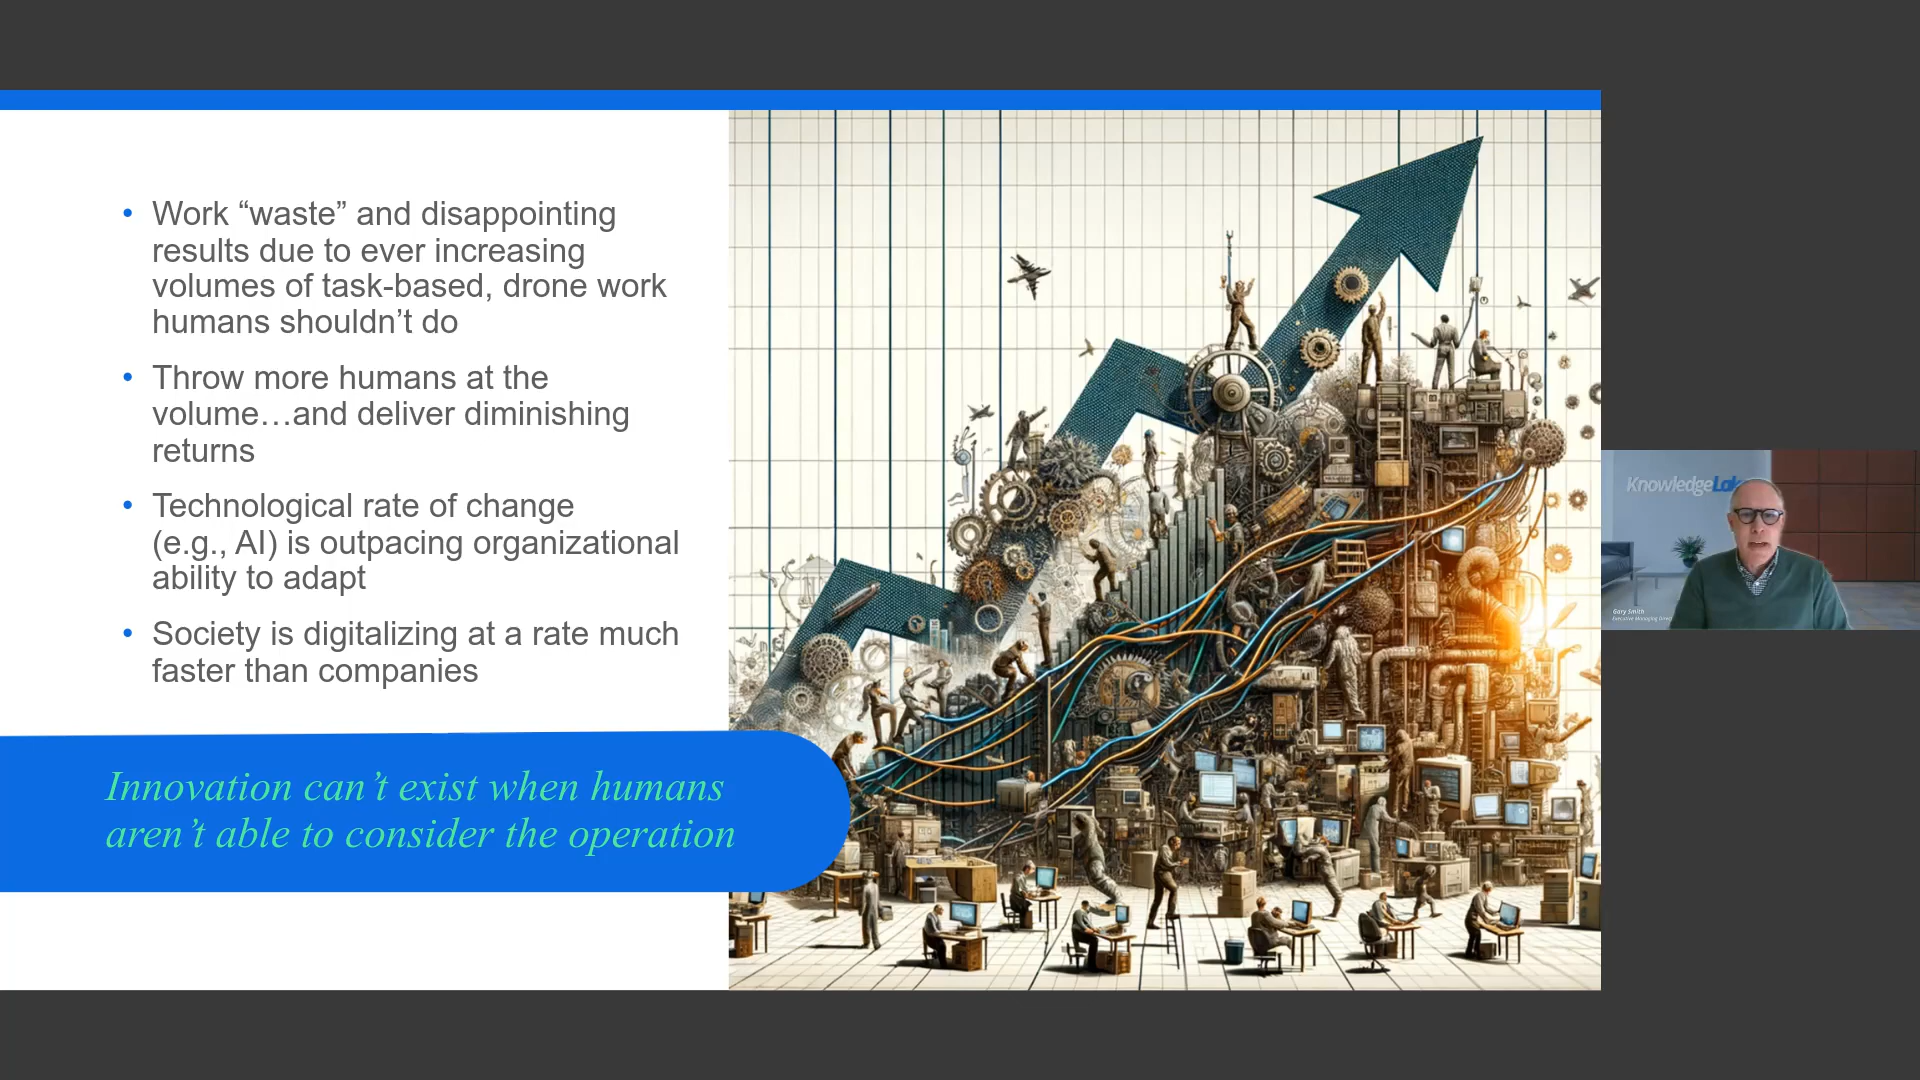 • Work “waste” and disappointing
results due to ever increasing
volumes of task-based, drone work
humans shouldn’t do
• Throw more humans at the
volume…and deliver diminishing
returns
• Technological rate of change
(e.g., AI) is outpacing organizational
ability to adapt
• Society is digitalizing at a rate much
faster than companies
Innovation can’t exist when humans
aren’t able to consider the operation
KnowledgeLak
Gary Smith
Executive Managing